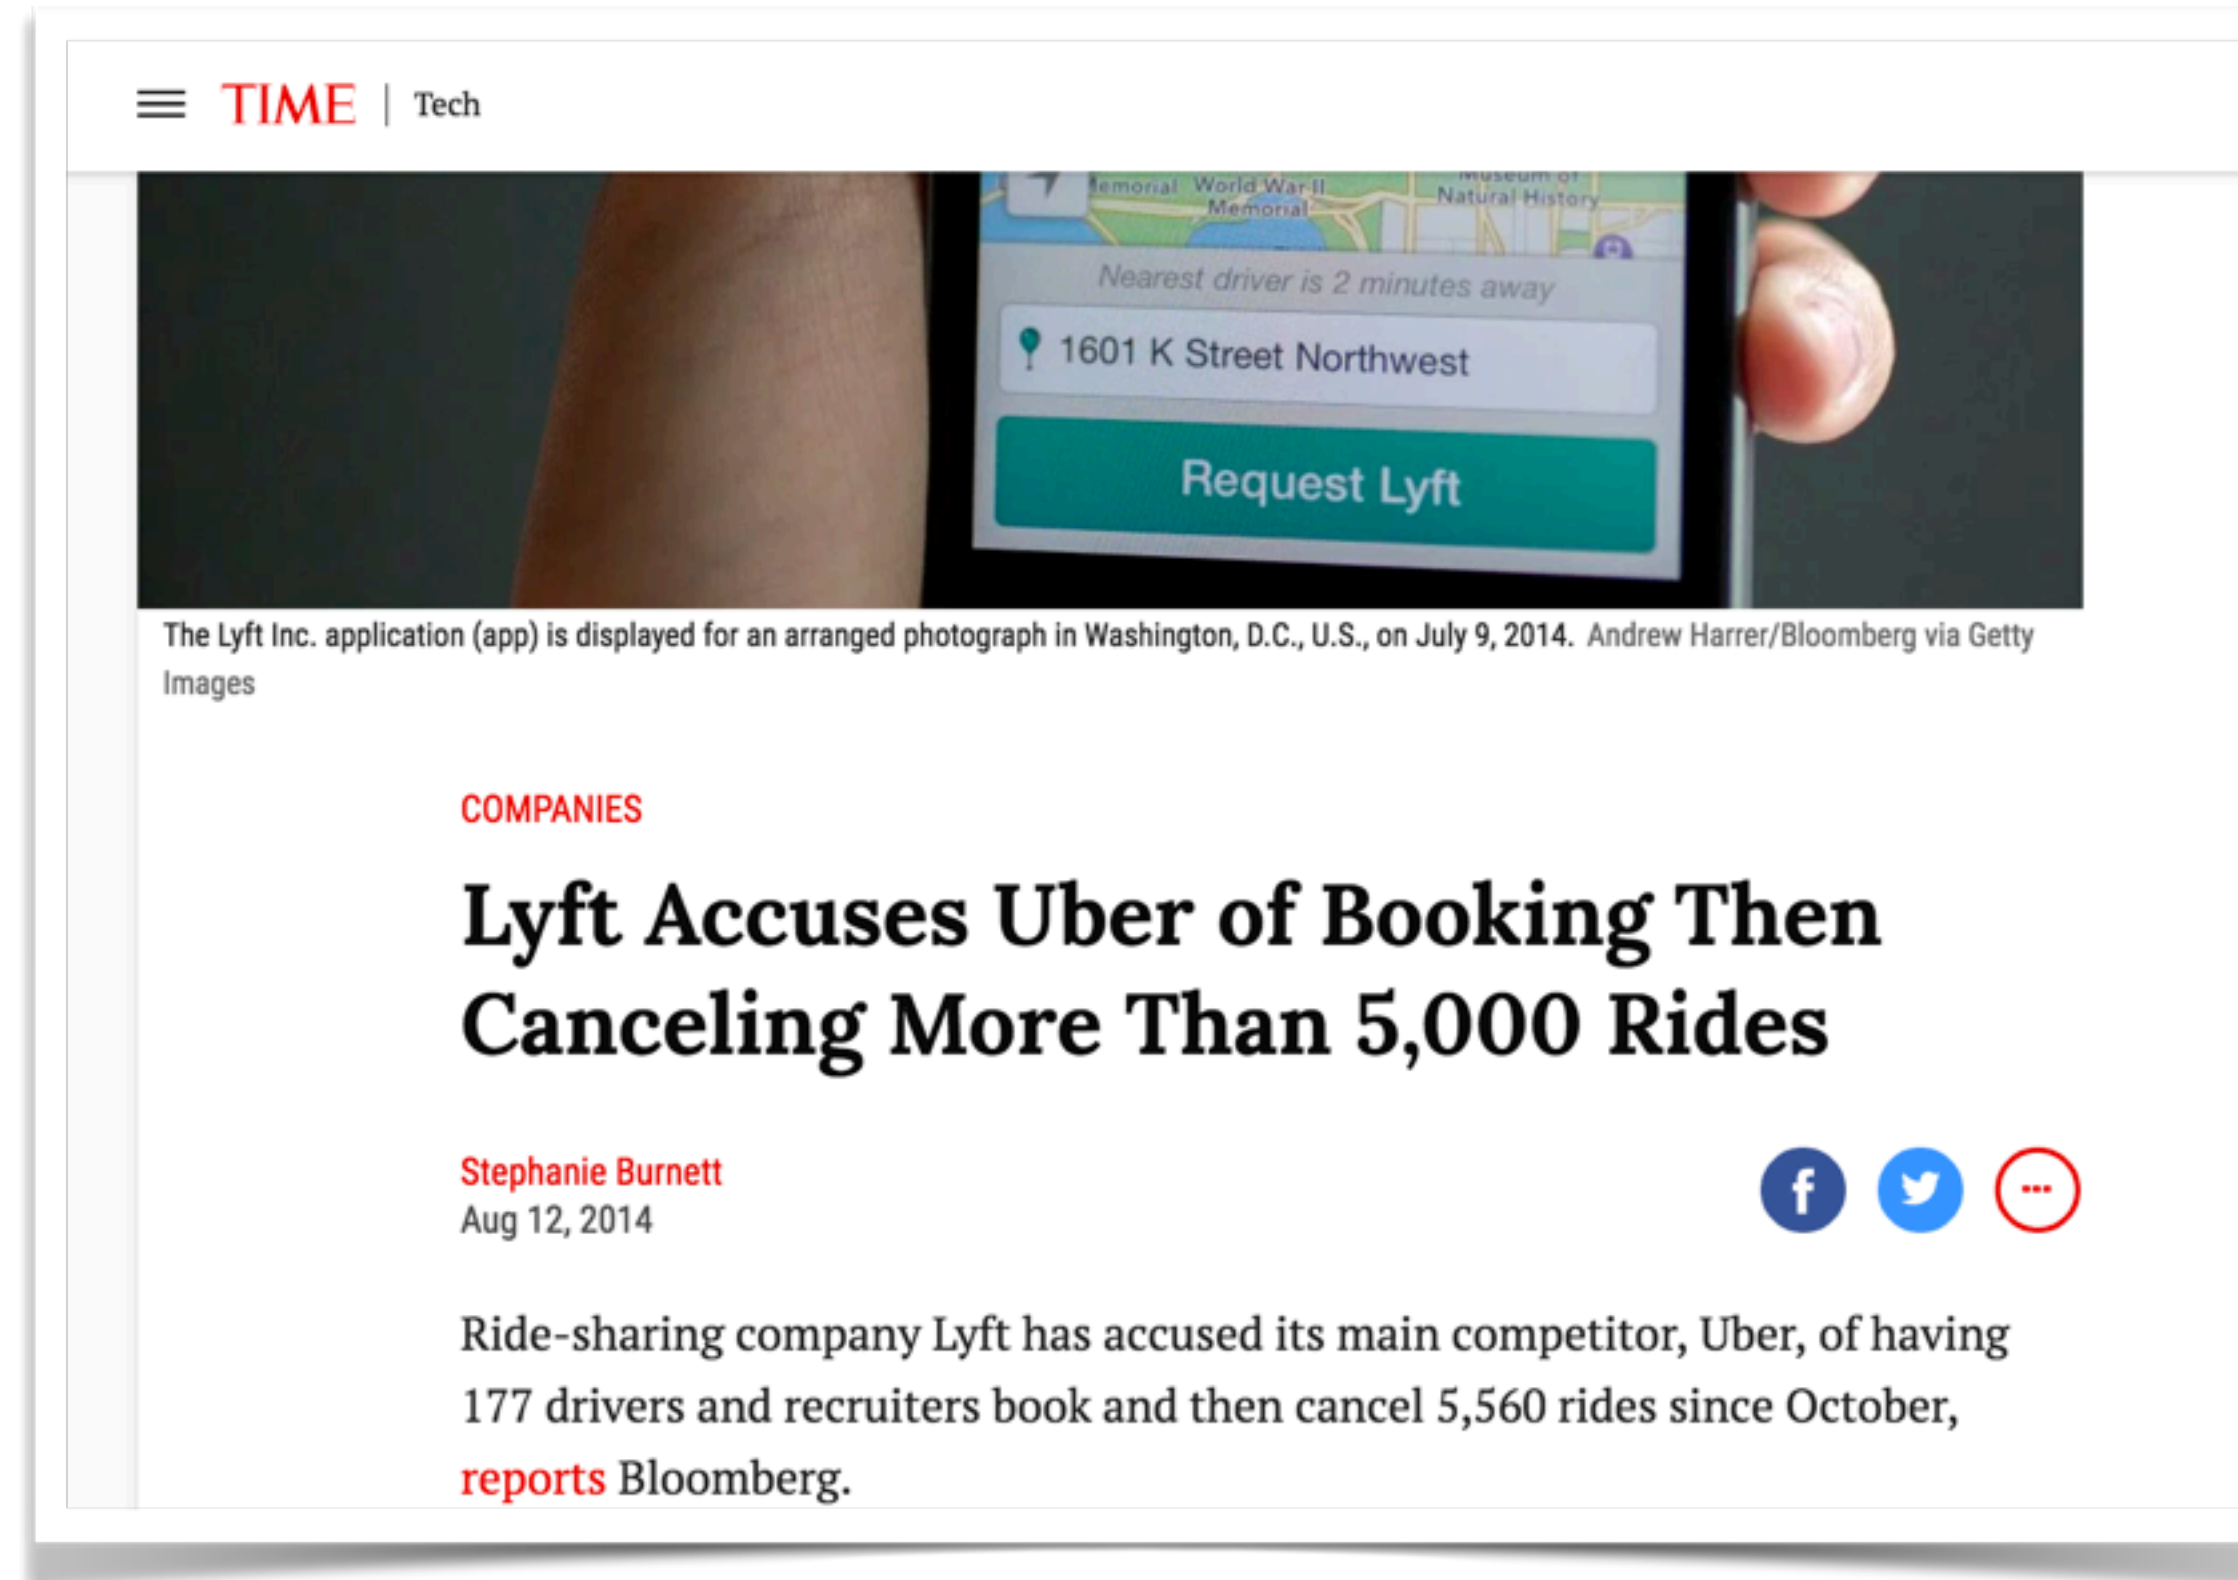 TIME | Tech
Memorial World War II Memorial
Museum of Natural History
Nearest driver is 2 minutes away
1601 K Street Northwest
Request Lyft
The Lyft Inc. application (app) is displayed for an arranged photograph in Washington, D.C., U.S., on July 9, 2014. Andrew Harrer/Bloomberg via Getty
Images
COMPANIES
Lyft Accuses Uber of Booking Then
Canceling More Than 5,000 Rides
Stephanie Burnett
Aug 12, 2014
Ride-sharing company Lyft has accused its main competitor, Uber, of having
177 drivers and recruiters book and then cancel 5,560 rides since October,
reports Bloomberg.